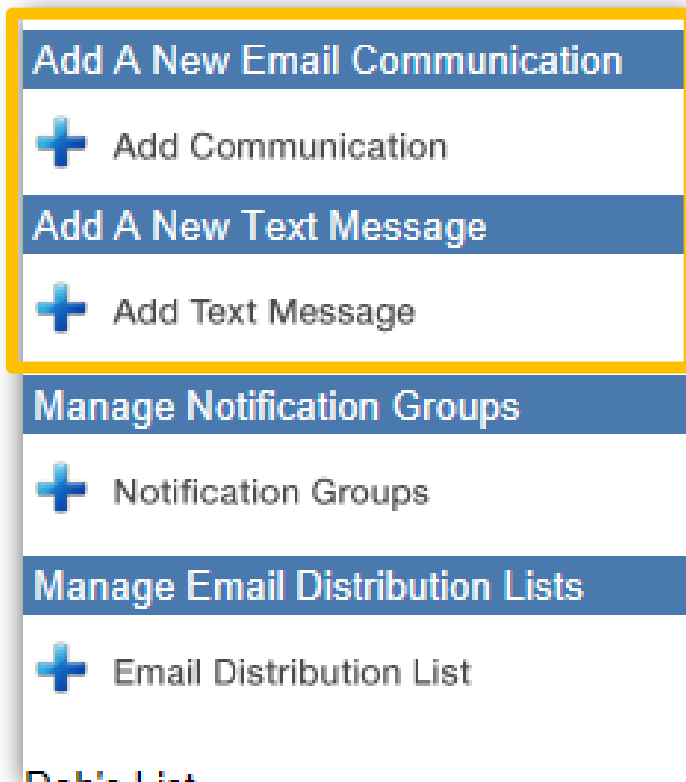 Add A New Email Communication
Add Communication
Add A New Text Message
Add Text Message
Manage Notification Groups
Notification Groups
Manage Email Distribution Lists
Email Distribution List
List